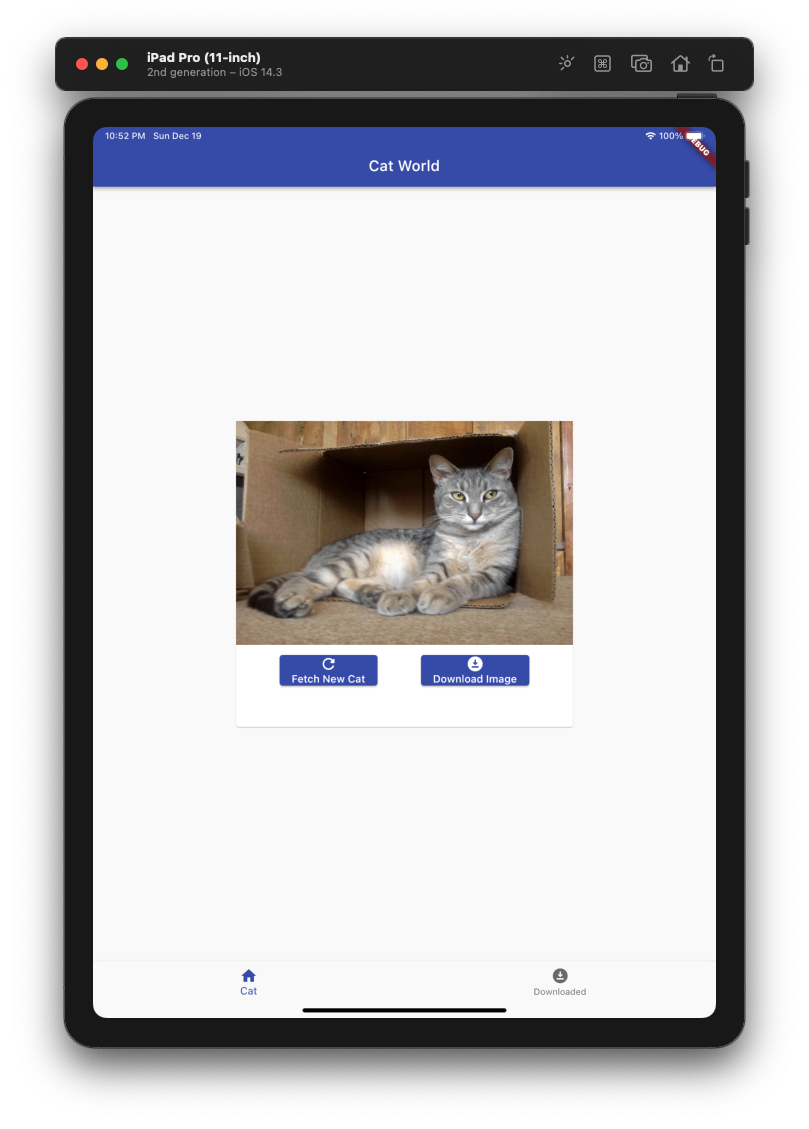 iPad Pro (11-inch)
2nd generation – iOS 14.3
10:52 PM Sun Dec 19
100%
Cat World
Fetch New Cat
Download Image
Cat
Downloaded